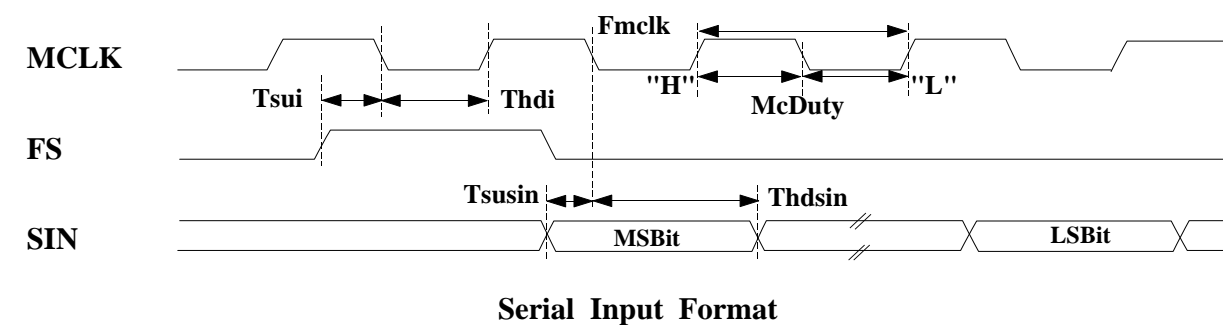 Fmclk
MCLK
"H" "L"
Tsui Thdi McDuty
FS
Tsusin Thdsin
SIN MSBit LSBit
Serial Input Format